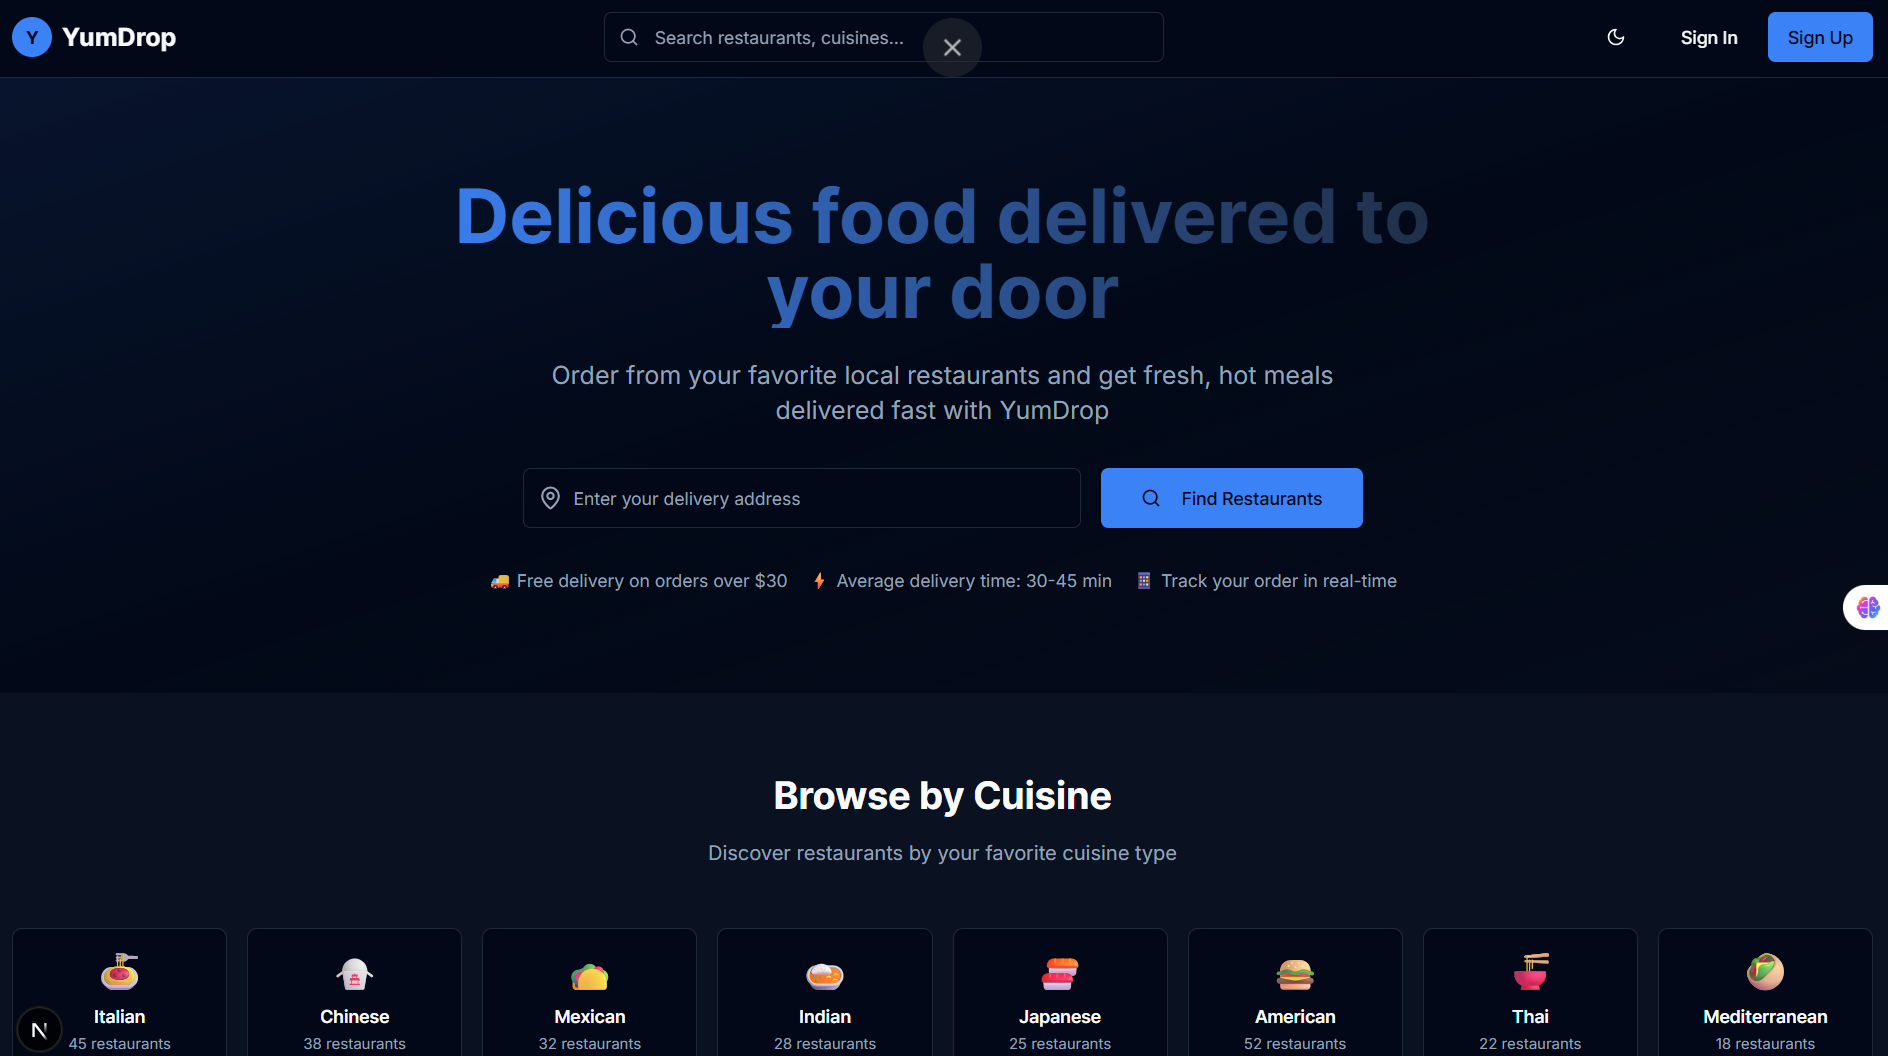 Y YumDrop
Search restaurants, cuisines...
Sign In
Sign Up
Delicious food delivered to
your door
Order from your favorite local restaurants and get fresh, hot meals
delivered fast with YumDrop
Enter your delivery address
Find Restaurants
Free delivery on orders over $30
Average delivery time: 30-45 min
Track your order in real-time
Browse by Cuisine
Discover restaurants by your favorite cuisine type
Italian
45 restaurants
Chinese
38 restaurants
Mexican
32 restaurants
Indian
28 restaurants
Japanese
25 restaurants
American
52 restaurants
Thai
22 restaurants
Mediterranean
18 restaurants
N